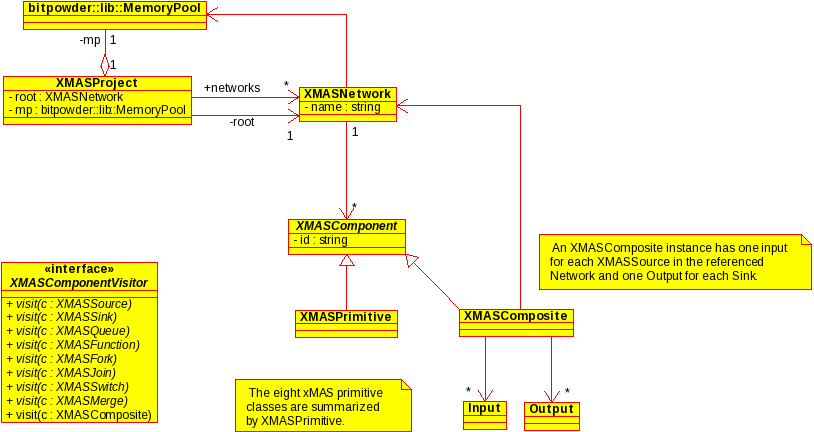 bitpowder::lib::MemoryPool
-mp
1
1
XMASProject
- root : XMASNetwork
- mp : bitpowder::lib::MemoryPool
+networks
*
-root
1
XMASNetwork
- name : string
1
*
XMASComponent
- id : string
An XMASComposite instance has one input
for each XMASSource in the referenced
Network and one Output for each Sink.
«interface»
XMASComponentVisitor
+ visit(c : XMASSource)
+ visit(c : XMASSink)
+ visit(c : XMASQueue)
+ visit(c : XMASFunction)
+ visit(c : XMASFork)
+ visit(c : XMASJoin)
+ visit(c : XMASSwitch)
+ visit(c : XMASMerge)
+ visit(c : XMASComposite)
XMASPrimitive
XMASComposite
The eight xMAS primitive
classes are summarized
by XMASPrimitive.
*
*
Input
Output